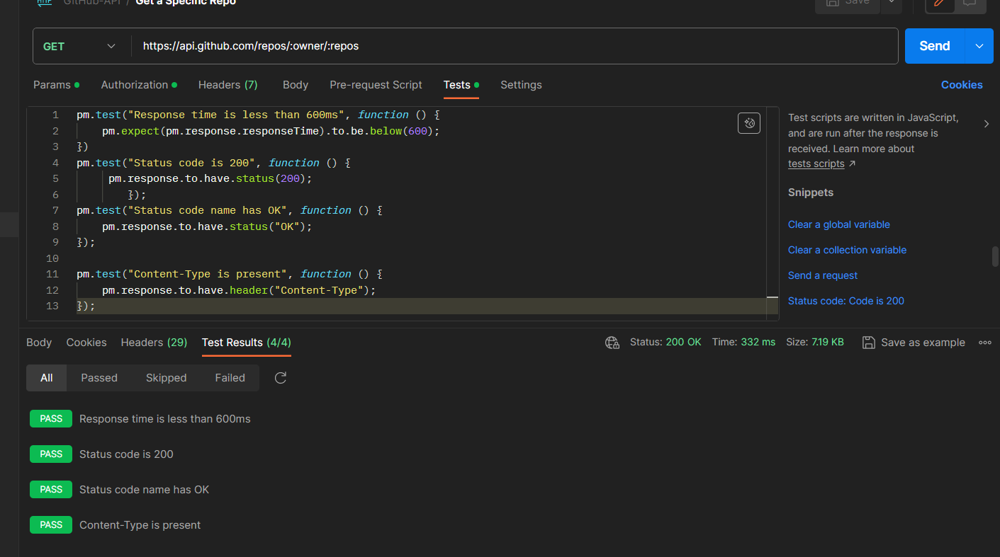 HTTP GitHub-API / Get a Specific Repo Save
GET https://api.github.com/repos/:owner/:repos Send
Params Authorization Headers (7) Body Pre-request Script Tests Settings Cookies
1 pm.test("Response time is less than 600ms", function () {
2 pm.expect(pm.response.responseTime).to.be.below(600);
3 })
4 pm.test("Status code is 200", function () {
5 pm.response.to.have.status(200);
6 });
7 pm.test("Status code name has OK", function () {
8 pm.response.to.have.status("OK");
9 });
10
11 pm.test("Content-Type is present", function () {
12 pm.response.to.have.header("Content-Type");
13 });
Test scripts are written in JavaScript,
and are run after the response is
received. Learn more about
tests scripts ↗
Snippets
Clear a global variable
Clear a collection variable
Send a request
Status code: Code is 200
Body Cookies Headers (29) Test Results (4/4) Status: 200 OK Time: 332 ms Size: 7.19 KB Save as example
All Passed Skipped Failed
PASS Response time is less than 600ms
PASS Status code is 200
PASS Status code name has OK
PASS Content-Type is present